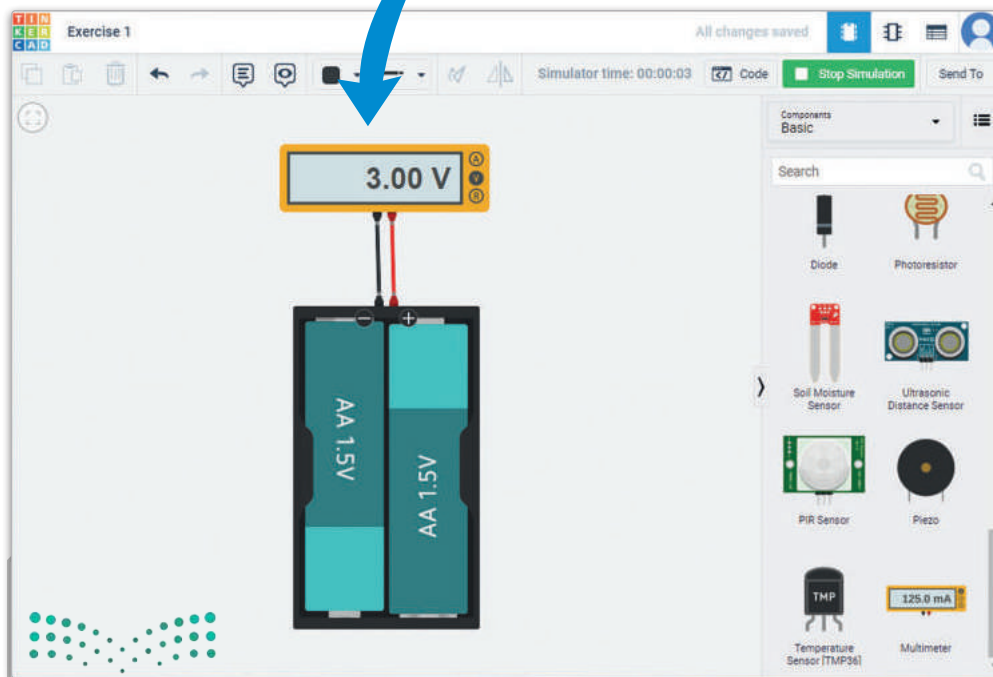 TIN
KER
CAD
Exercise 1
All changes saved
Simulator time: 00:00:03
Code
Stop Simulation
Send To
Components
Basic
Search
3.00 V
A
V
R
Diode
Photoresistor
AA 1.5V
AA 1.5V
Soil Moisture
Sensor
Ultrasonic
Distance Sensor
PIR Sensor
Piezo
TMP
125.0 mA
Temperature
Sensor [TMP36]
Multimeter